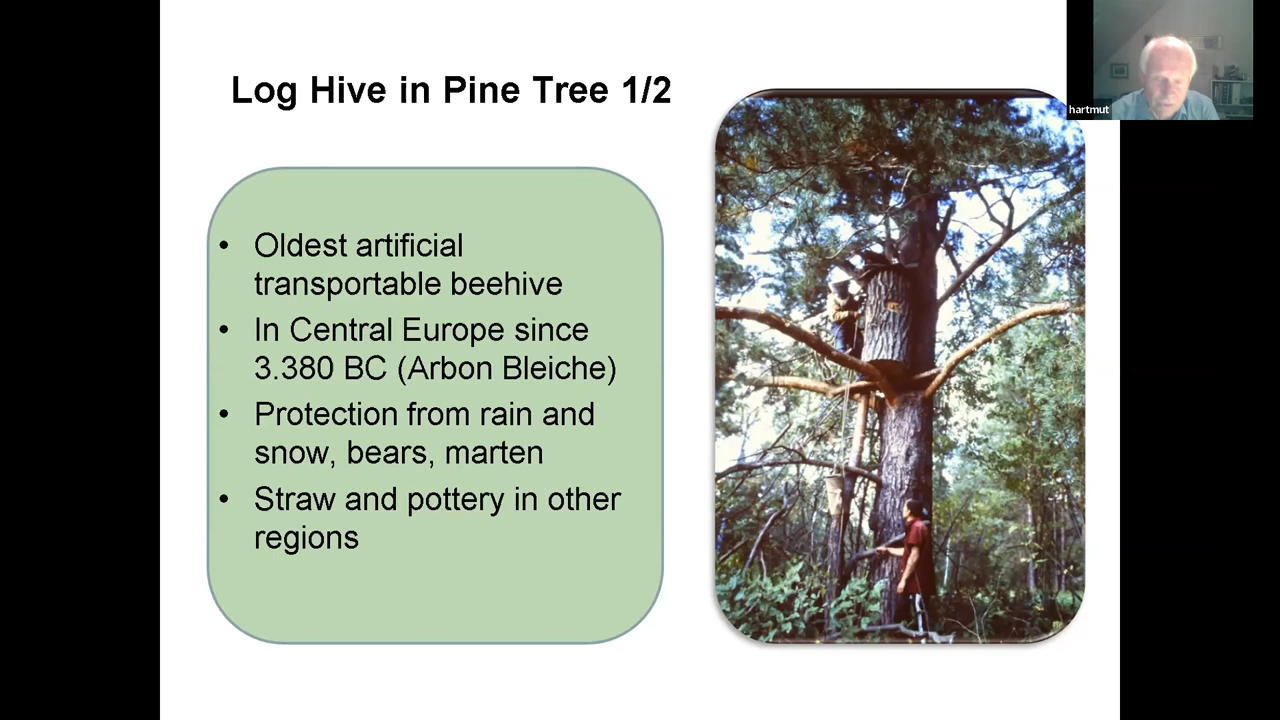 Log Hive in Pine Tree 1/2
hartmut
• Oldest artificial
transportable beehive
• In Central Europe since
3.380 BC (Arbon Bleiche)
• Protection from rain and
snow, bears, marten
• Straw and pottery in other
regions